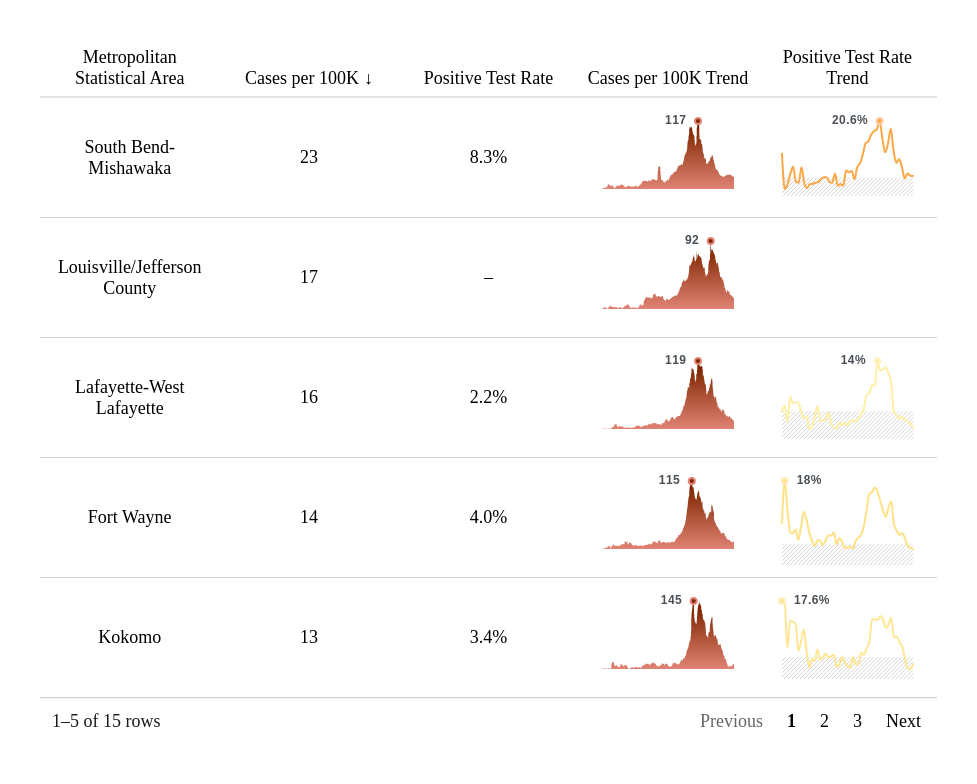 Metropolitan
Statistical Area
Cases per 100K ↓
Positive Test Rate
Cases per 100K Trend
Positive Test Rate
Trend
South Bend-
Mishawaka
23
8.3%
117
20.6%
Louisville/Jefferson
County
17
–
92
Lafayette-West
Lafayette
16
2.2%
119
14%
Fort Wayne
14
4.0%
115
18%
Kokomo
13
3.4%
145
17.6%
1–5 of 15 rows
Previous 1 2 3 Next